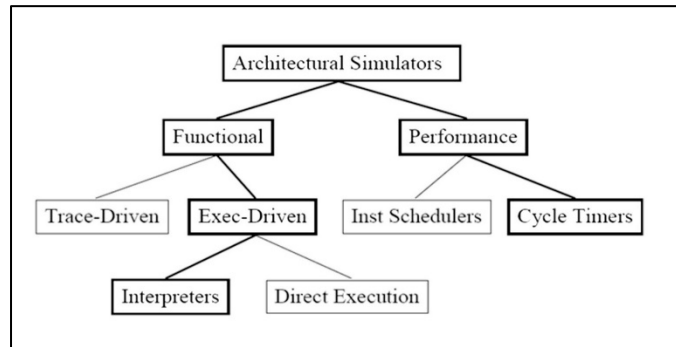 Architectural Simulators
Functional
Performance
Trace-Driven
Exec-Driven
Inst Schedulers
Cycle Timers
Interpreters
Direct Execution